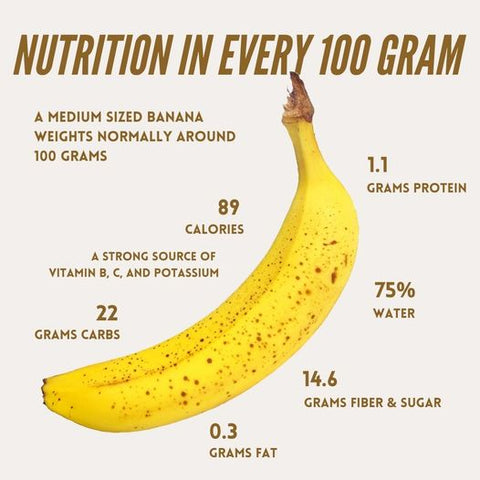 NUTRITION IN EVERY 100 GRAM
A MEDIUM SIZED BANANA
WEIGHTS NORMALLY AROUND
100 GRAMS
1.1
GRAMS PROTEIN
89
CALORIES
A STRONG SOURCE OF
VITAMIN B, C, AND POTASSIUM
75%
WATER
22
GRAMS CARBS
14.6
GRAMS FIBER & SUGAR
0.3
GRAMS FAT